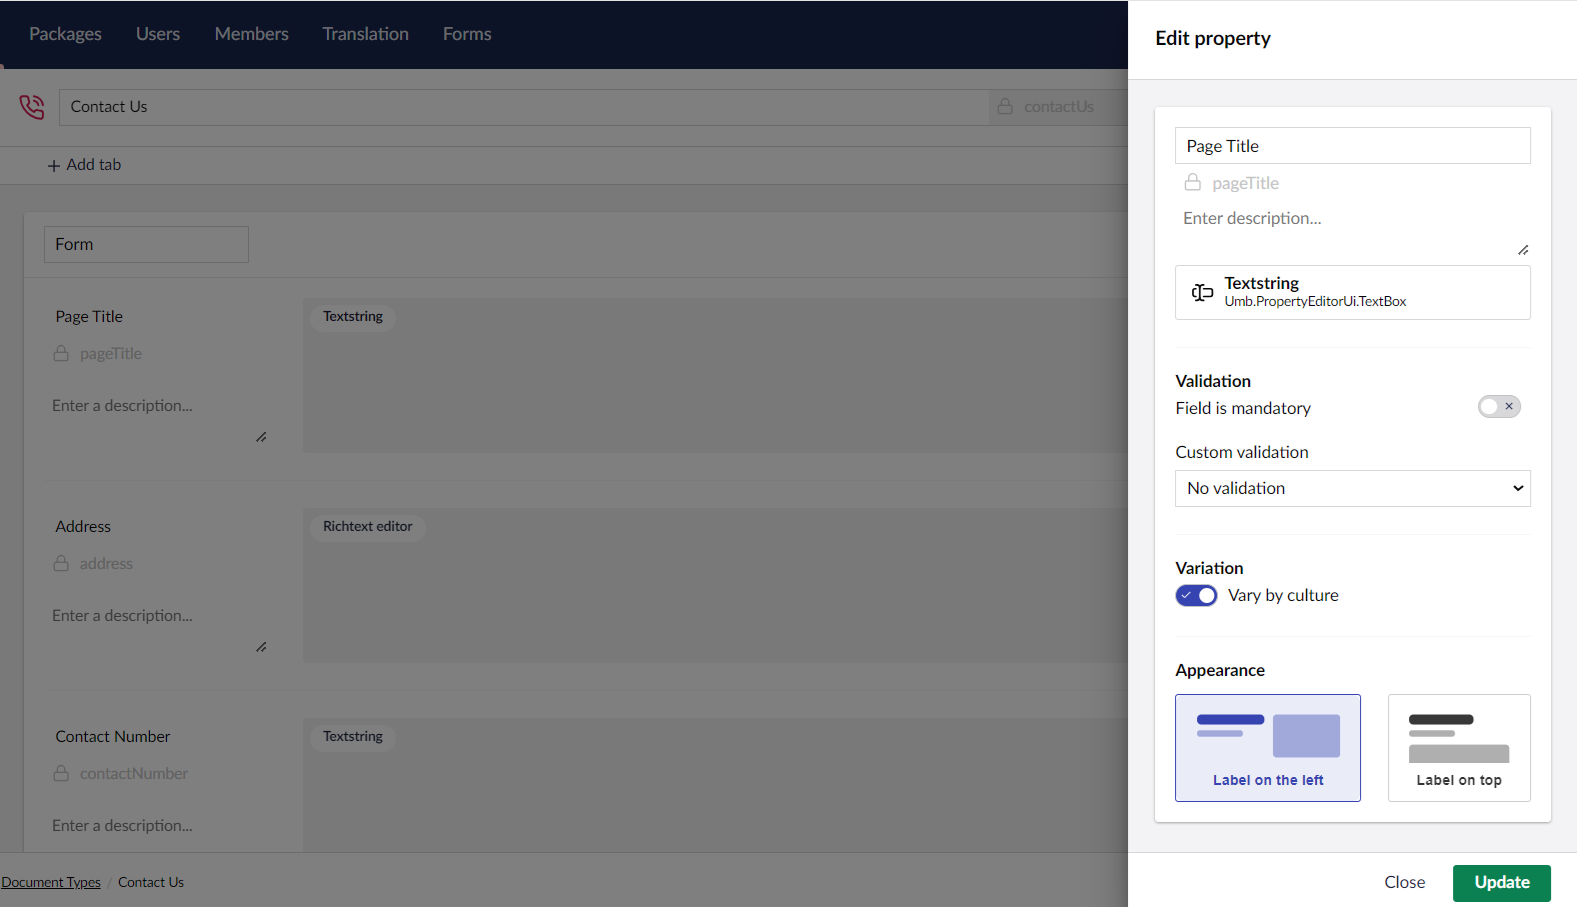 Packages Users Members Translation Forms
Contact Us contactUs
Add tab
Form
Page Title Textstring
pageTitle
Enter a description...
Address Richtext editor
address
Enter a description...
Contact Number Textstring
contactNumber
Enter a description...
Document Types / Contact Us
Edit property
Page Title
pageTitle
Enter description...
Textstring
Umb.PropertyEditorUi.TextBox
Validation
Field is mandatory
Custom validation
No validation
Variation
Vary by culture
Appearance
Label on the left Label on top
Close Update